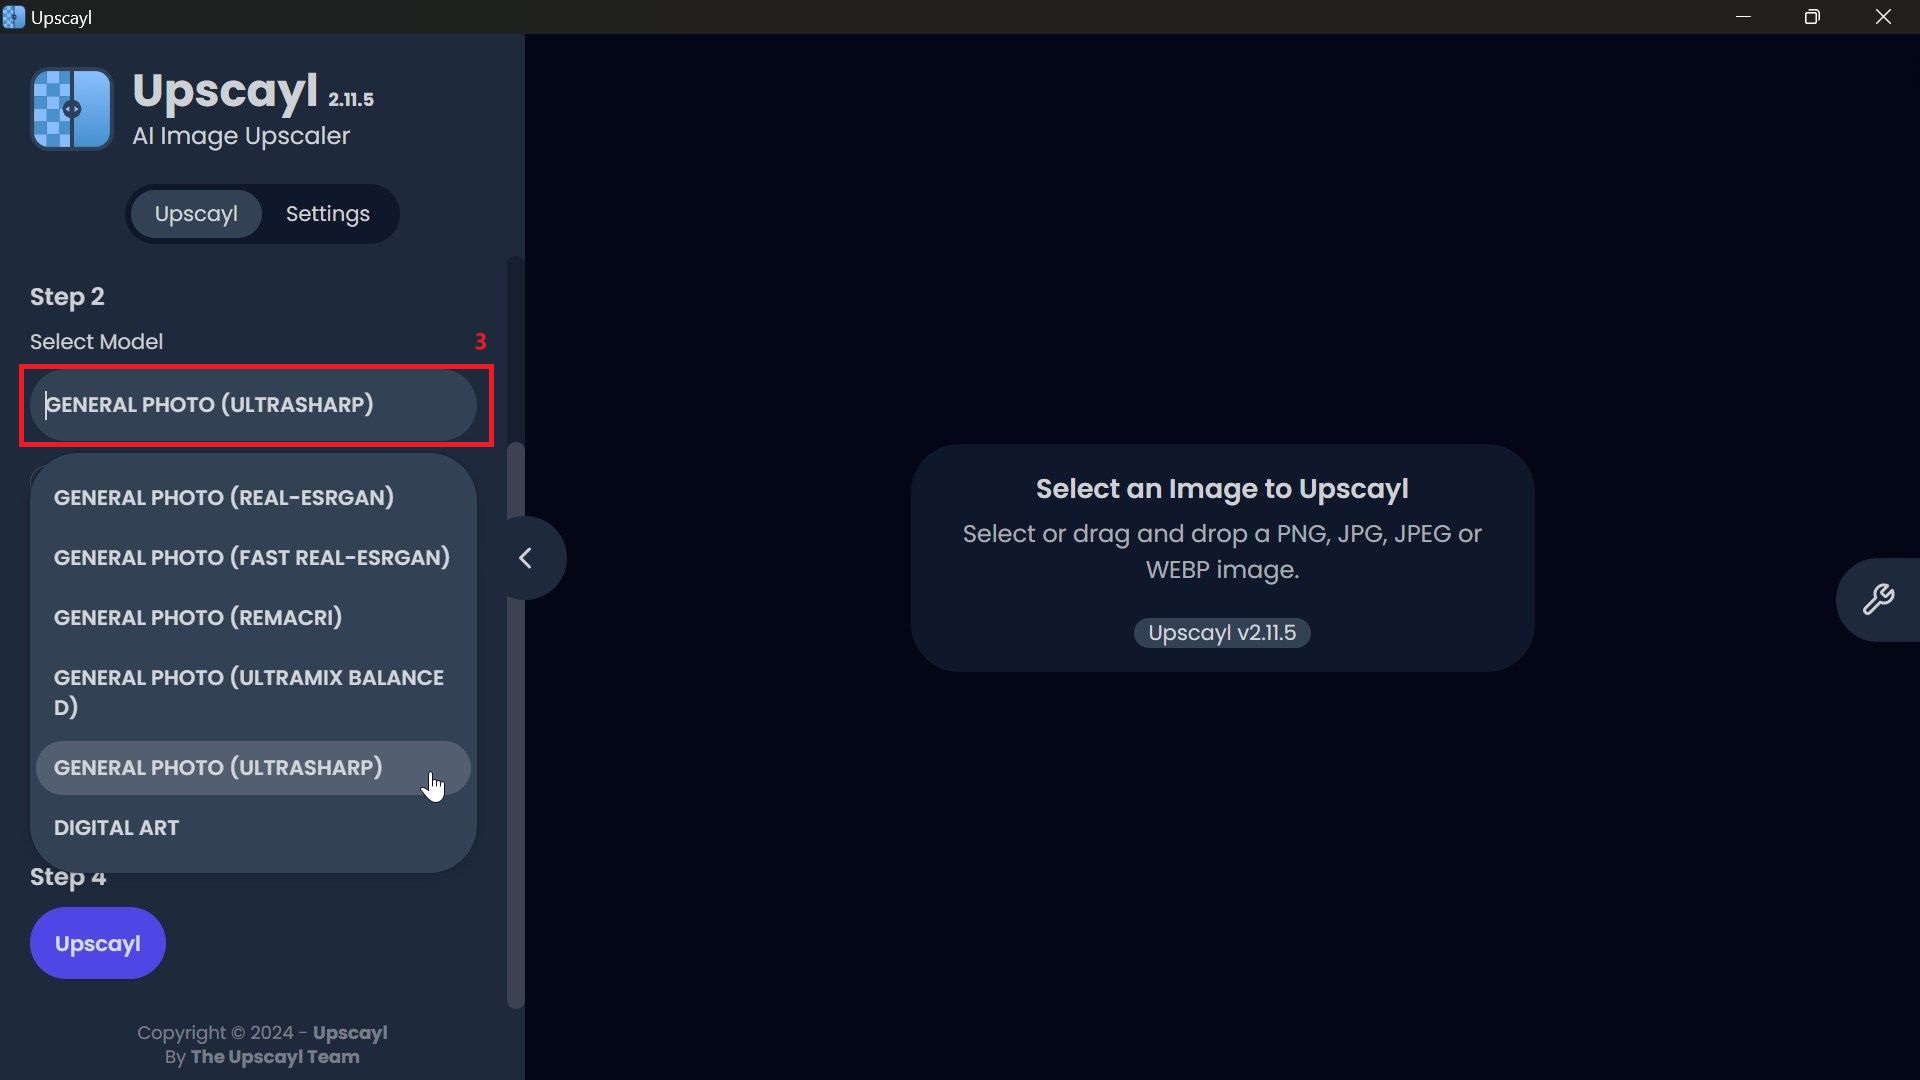 Upscayl
Upscayl 2.11.5
AI Image Upscaler
Upscayl Settings
Step 2
Select Model 3
GENERAL PHOTO (ULTRASHARP)
GENERAL PHOTO (REAL-ESRGAN)
GENERAL PHOTO (FAST REAL-ESRGAN)
GENERAL PHOTO (REMACRI)
GENERAL PHOTO (ULTRAMIX BALANCE
D)
GENERAL PHOTO (ULTRASHARP)
DIGITAL ART
Step 4
Upscayl
Copyright © 2024 - Upscayl
By The Upscayl Team
Select an Image to Upscayl
Select or drag and drop a PNG, JPG, JPEG or
WEBP image.
Upscayl v2.11.5